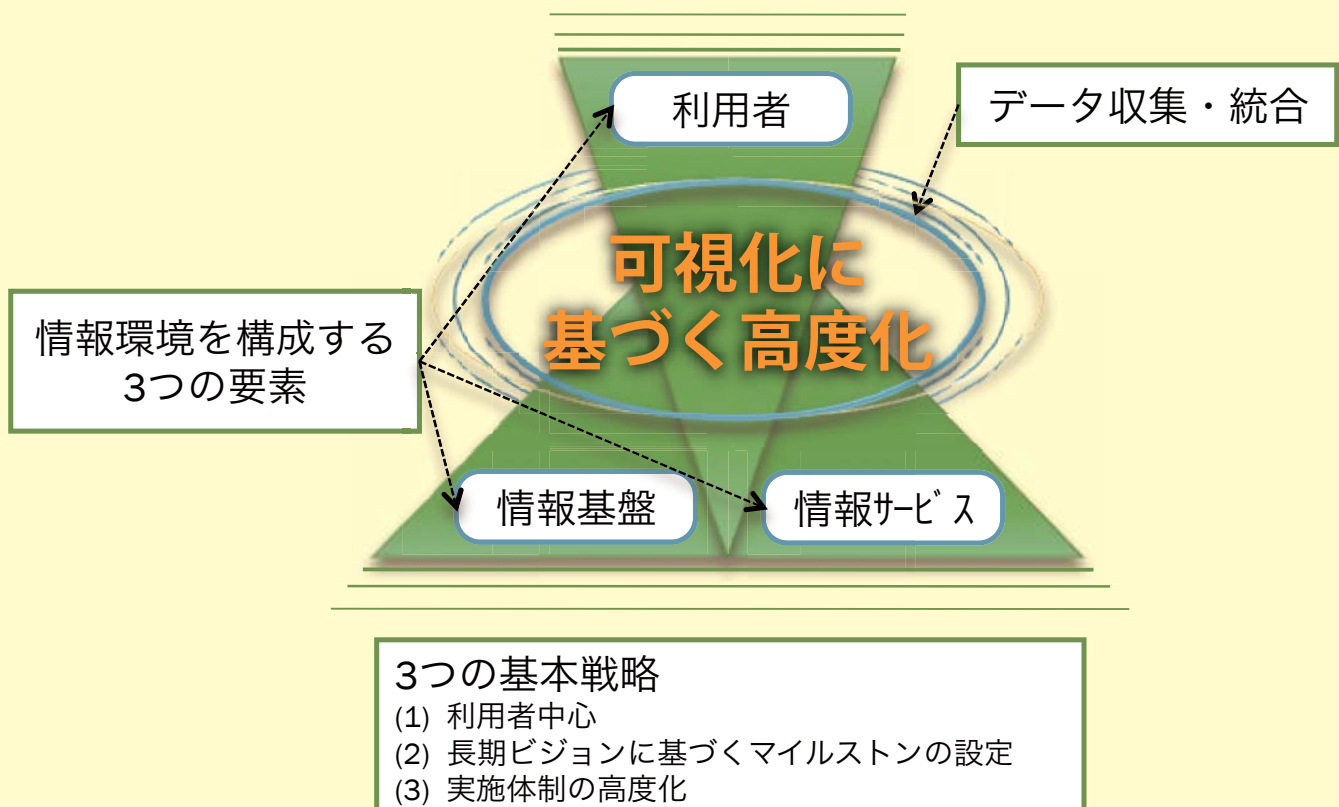 利用者
データ収集・統合
可視化に
基づく高度化
情報環境を構成する
3つの要素
情報基盤
情報ｻｰﾋﾞｽ
3つの基本戦略
(1) 利用者中心
(2) 長期ビジョンに基づくマイルストンの設定
(3) 実施体制の高度化